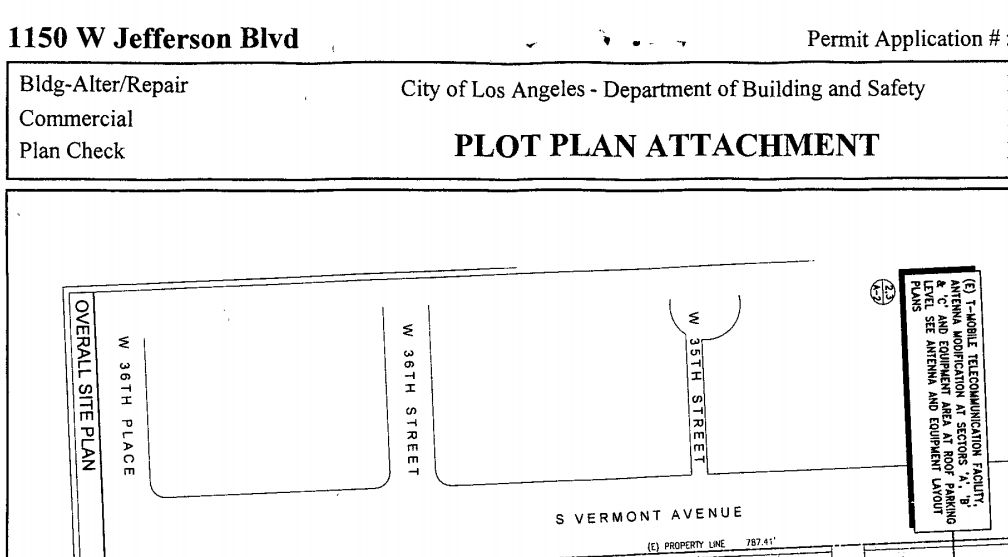 1150 W Jefferson Blvd
Permit Application #
Bldg-Alter/Repair
Commercial
Plan Check
City of Los Angeles - Department of Building and Safety
PLOT PLAN ATTACHMENT
OVERALL SITE PLAN
W 36TH PLACE
W 36TH STREET
W 35TH STREET
2,3
A-2
(E) T-MOBILE TELECOMMUNICATION FACILITY,
ANTENNA MODIFICATION AT SECTORS 'A', 'B'
& 'C' AND EQUIPMENT AREA AT ROOF PARKING
LEVEL SEE ANTENNA AND EQUIPMENT LAYOUT
PLANS
S VERMONT AVENUE
(E) PROPERTY LINE 787.41'